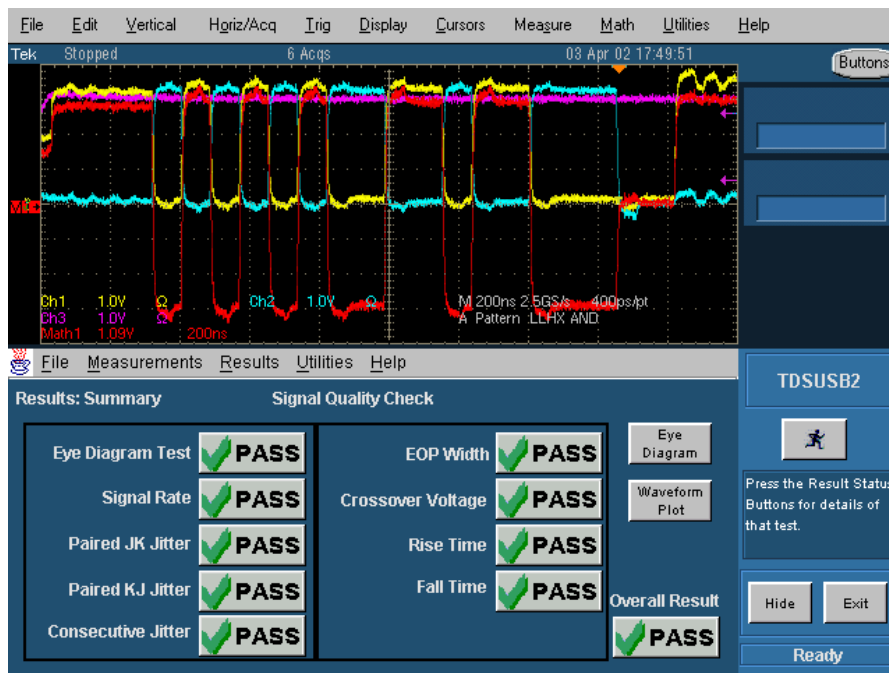 File Edit Vertical Horiz/Acq Trig Display Cursors Measure Math Utilities Help
Tek Stopped 6 Acqs 03 Apr 02 17:49:51
Buttons
Ch1 1.0V Ω Ch2 1.0V Ω M 200ns 2.5GS/s 400ps/pt
Ch3 1.0V Ω A Pattern :LLHX AND
Math1 1.09V 200ns
File Measurements Results Utilities Help
TDSUSB2
Results: Summary Signal Quality Check
Eye Diagram Test PASS EOP Width PASS Eye Diagram
Signal Rate PASS Crossover Voltage PASS Waveform Plot
Paired JK Jitter PASS Rise Time PASS
Paired KJ Jitter PASS Fall Time PASS
Consecutive Jitter PASS
Overall Result
PASS
Press the Result Status
Buttons for details of
that test.
Hide Exit
Ready